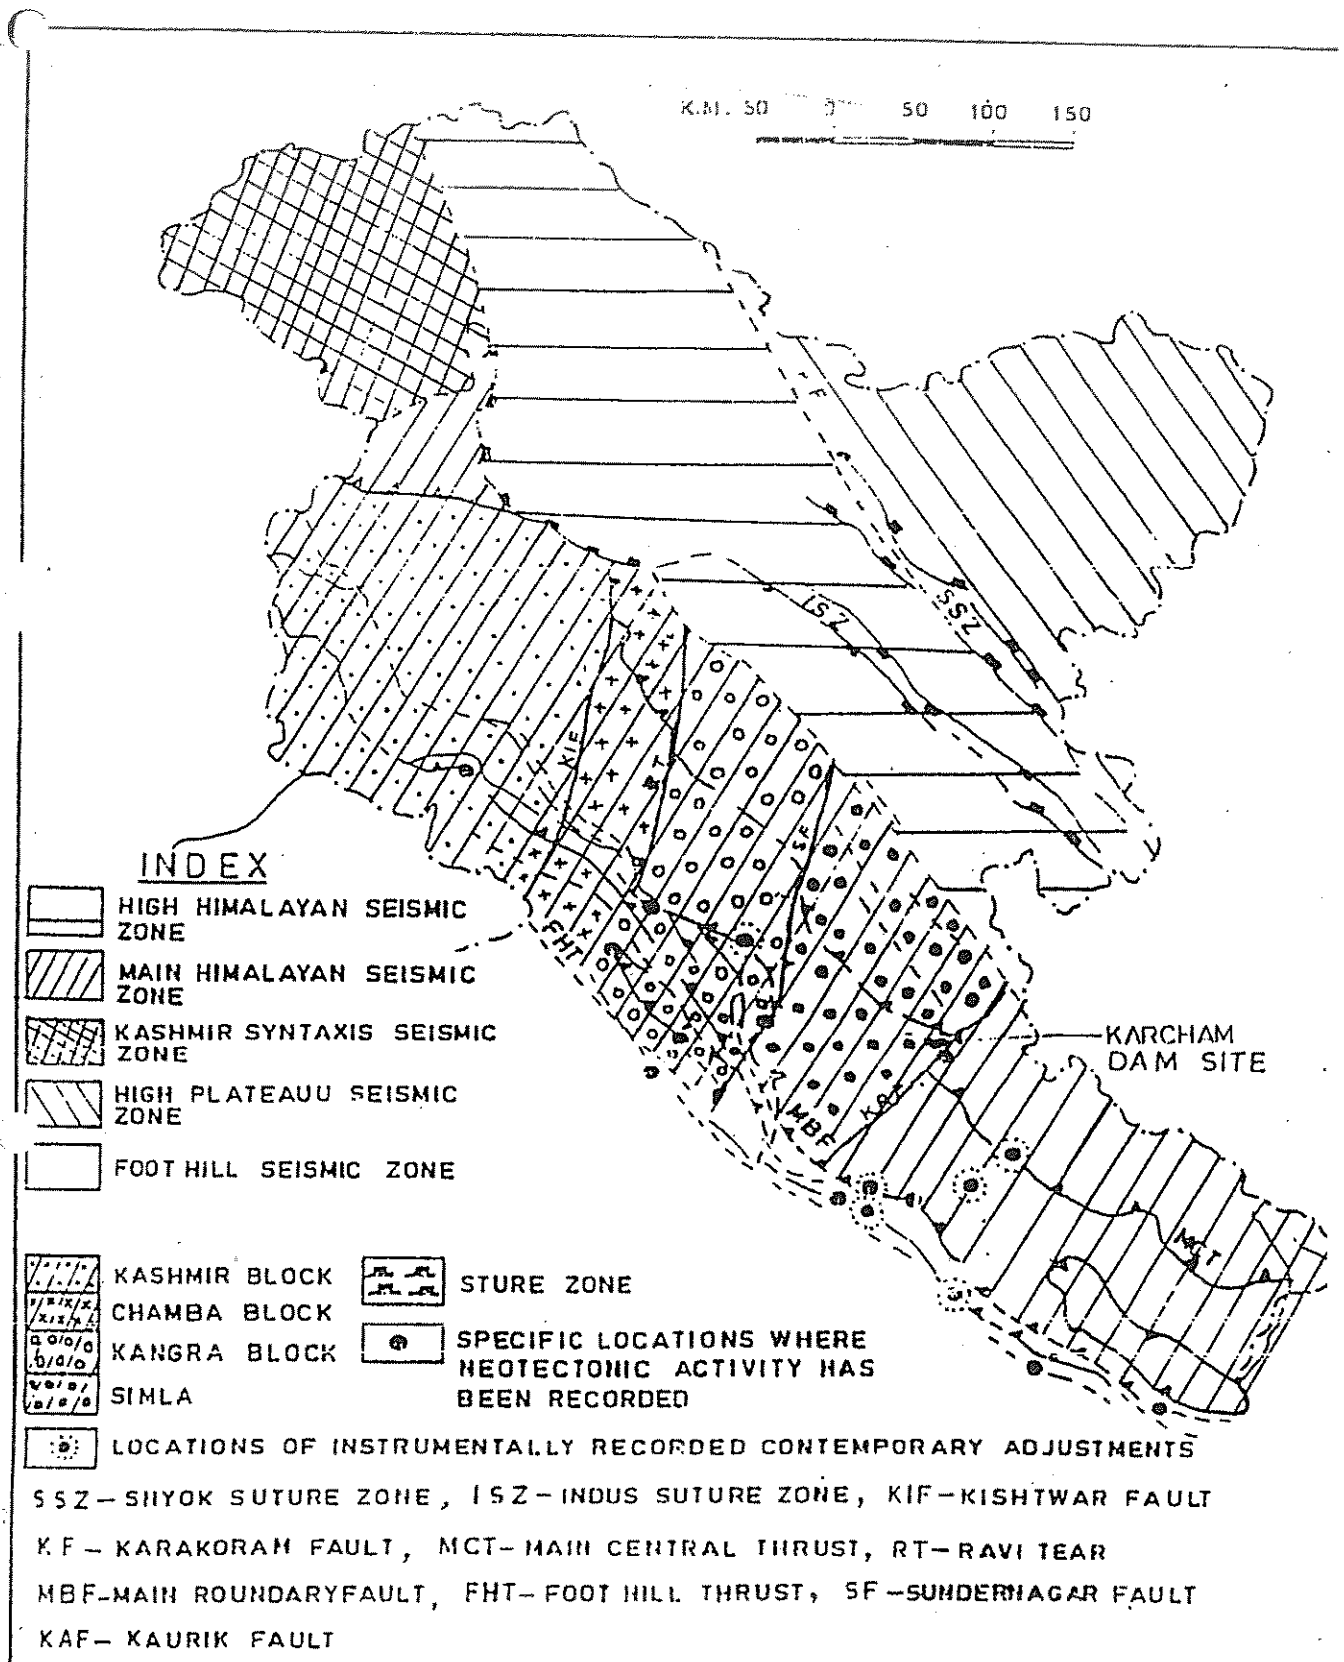 K.M. 50 0 50 100 150
F
SSZ
ISZ
KIF
RT
SF
FHT
KARCHAM
DAM SITE
MBF
KAF
MCT
INDEX
HIGH HIMALAYAN SEISMIC
ZONE
MAIN HIMALAYAN SEISMIC
ZONE
KASHMIR SYNTAXIS SEISMIC
ZONE
HIGH PLATEAUU SEISMIC
ZONE
FOOT HILL SEISMIC ZONE
KASHMIR BLOCK
CHAMBA BLOCK
KANGRA BLOCK
SIMLA
STURE ZONE
SPECIFIC LOCATIONS WHERE
NEOTECTONIC ACTIVITY HAS
BEEN RECORDED
LOCATIONS OF INSTRUMENTALLY RECORDED CONTEMPORARY ADJUSTMENTS
SSZ-SHYOK SUTURE ZONE, ISZ-INDUS SUTURE ZONE, KIF-KISHTWAR FAULT
KF- KARAKORAM FAULT, MCT- MAIN CENTRAL THRUST, RT-RAVI TEAR
MBF-MAIN ROUNDARYFAULT, FHT-FOOT HILL THRUST, SF-SUNDERNAGAR FAULT
KAF- KAURIK FAULT